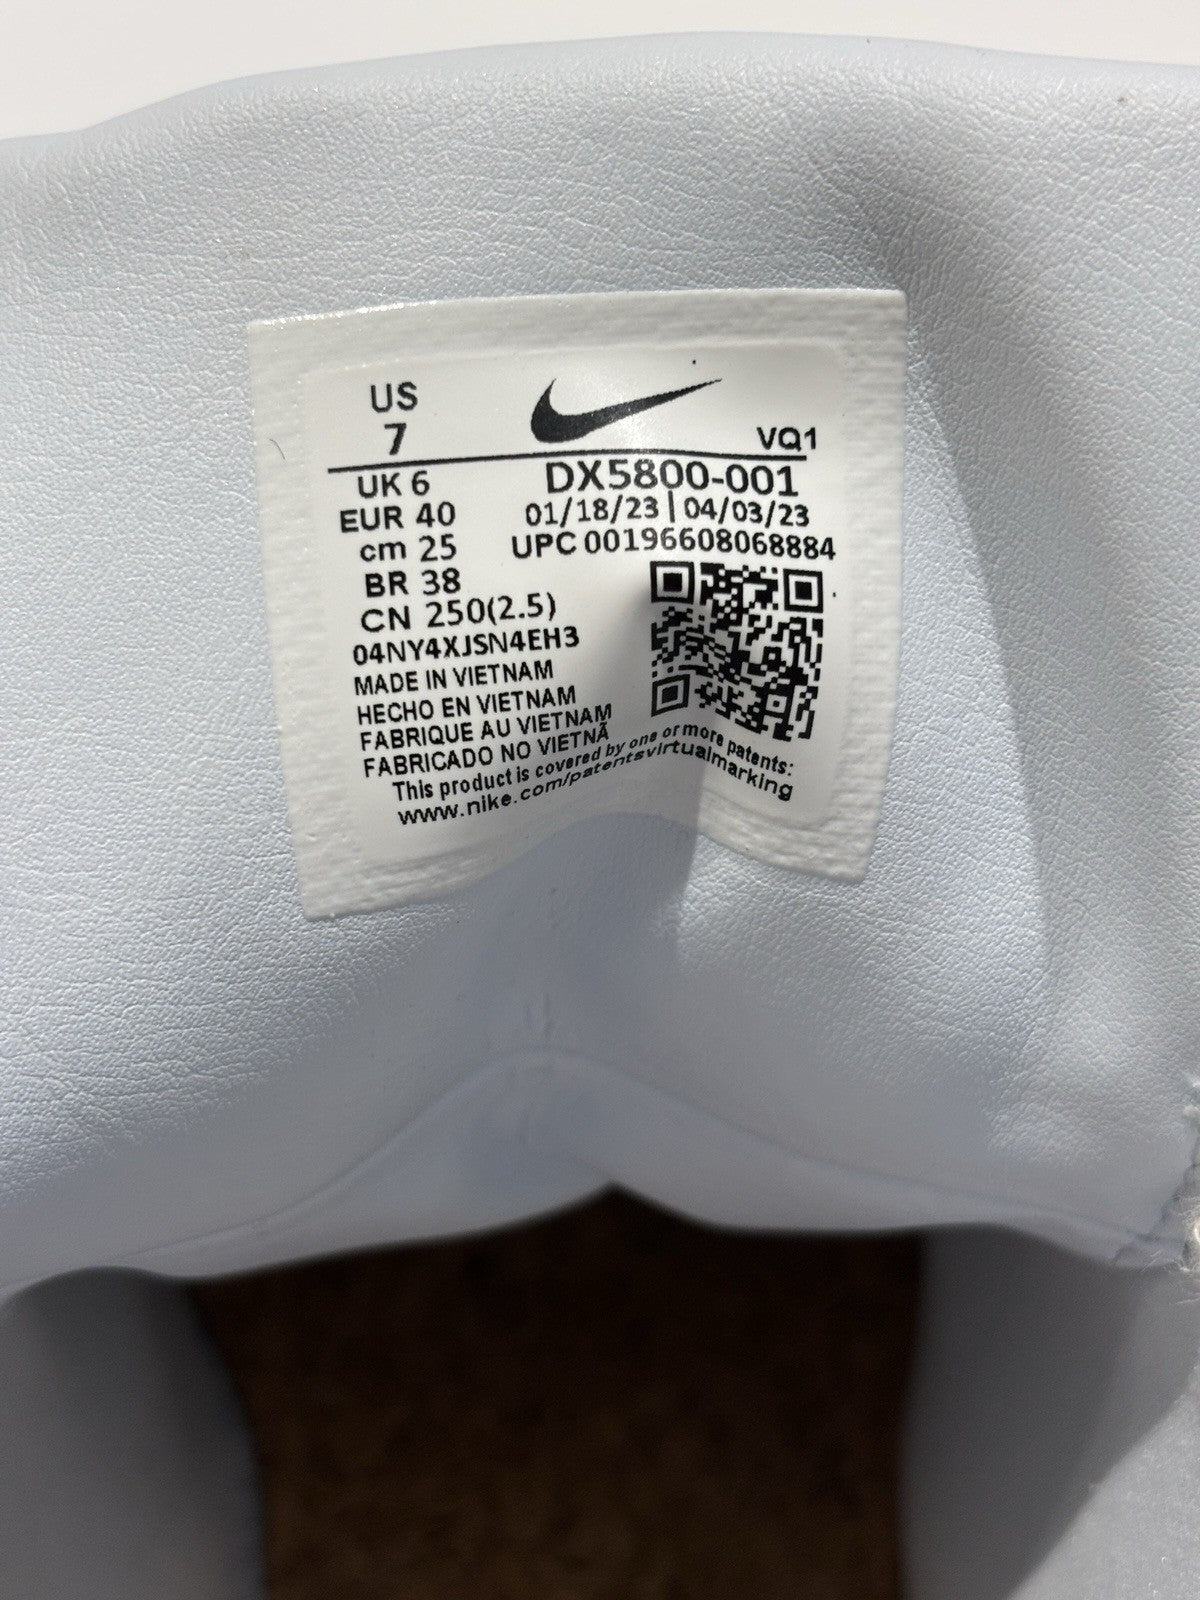 US
7
VQ1
UK 6
DX5800-001
EUR 40
01/18/23 | 04/03/23
cm 25
UPC 00196608068884
BR 38
CN 250(2.5)
04NY4XJSN4EH3
MADE IN VIETNAM
HECHO EN VIETNAM
FABRIQUE AU VIETNAM
FABRICADO NO VIETNÃ
This product is covered by one or more patents:
www.nike.com/patentsvirtualmarking